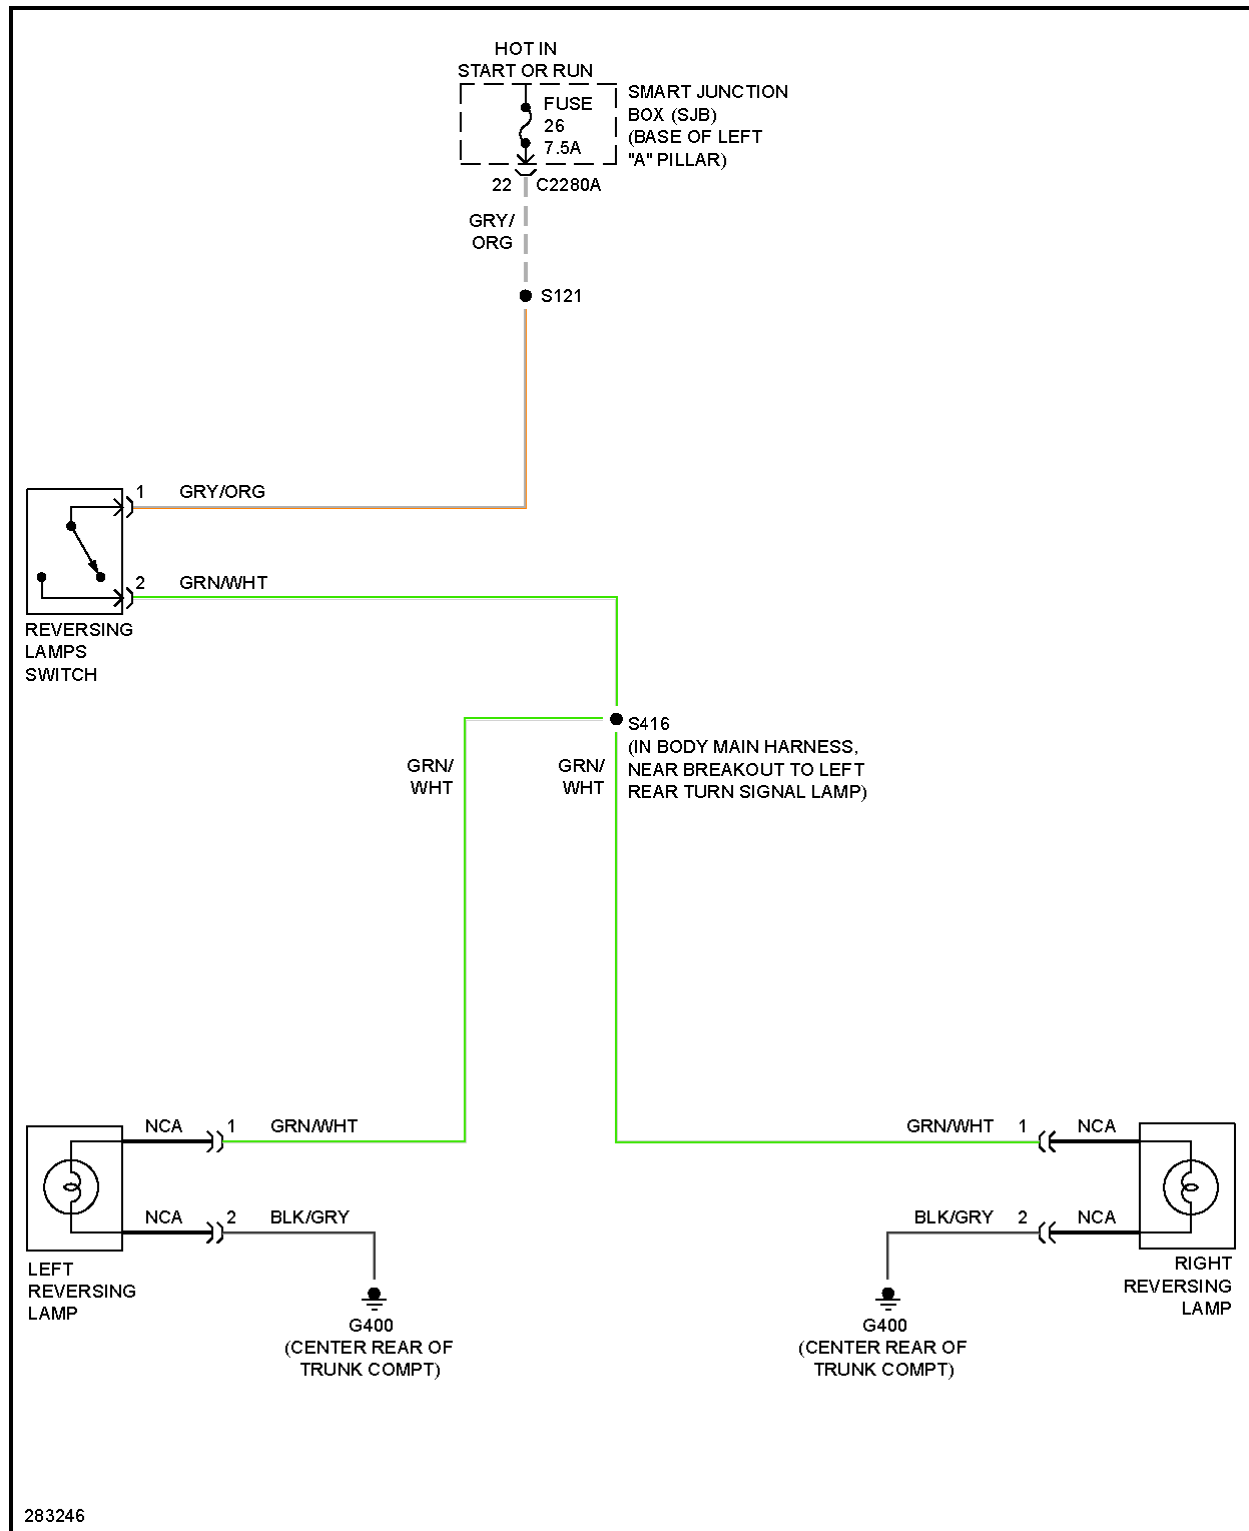 HOT IN
START OR RUN
FUSE
26
7.5A
SMART JUNCTION
BOX (SJB)
(BASE OF LEFT
"A" PILLAR)
22 C2280A
GRY/
ORG
S121
1 GRY/ORG
2 GRN/WHT
REVERSING
LAMPS
SWITCH
S416
(IN BODY MAIN HARNESS,
NEAR BREAKOUT TO LEFT
REAR TURN SIGNAL LAMP)
GRN/
WHT
GRN/
WHT
NCA 1 GRN/WHT
NCA 2 BLK/GRY
LEFT
REVERSING
LAMP
G400
(CENTER REAR OF
TRUNK COMPT)
GRN/WHT 1 NCA
BLK/GRY 2 NCA
RIGHT
REVERSING
LAMP
G400
(CENTER REAR OF
TRUNK COMPT)
283246